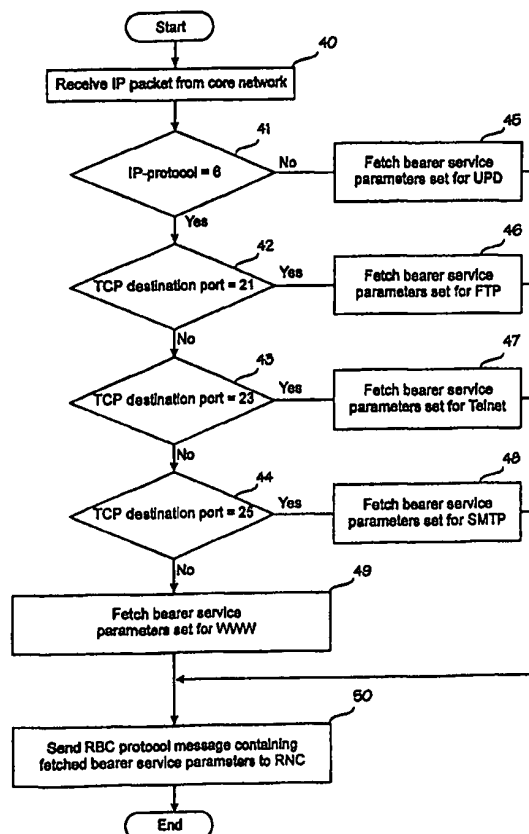 Start
40
Receive IP packet from core network
41
IP-protocol = 6
No
45
Fetch bearer service
parameters set for UPD
Yes
42
TCP destination port = 21
Yes
46
Fetch bearer service
parameters set for FTP
No
43
TCP destination port = 23
Yes
47
Fetch bearer service
parameters set for Telnet
No
44
TCP destination port = 25
Yes
48
Fetch bearer service
parameters set for SMTP
No
49
Fetch bearer service
parameters set for WWW
50
Send RBC protocol message containing
fetched bearer service parameters to RNC
End